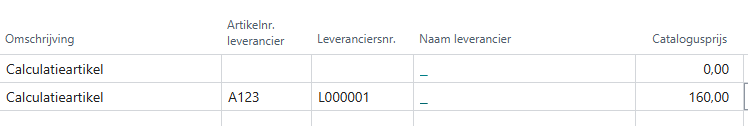 Omschrijving Artikelnr. leverancier Leveranciersnr. Naam leverancier Catalogusprijs
Calculatieartikel _ 0,00
Calculatieartikel A123 L000001 _ 160,00